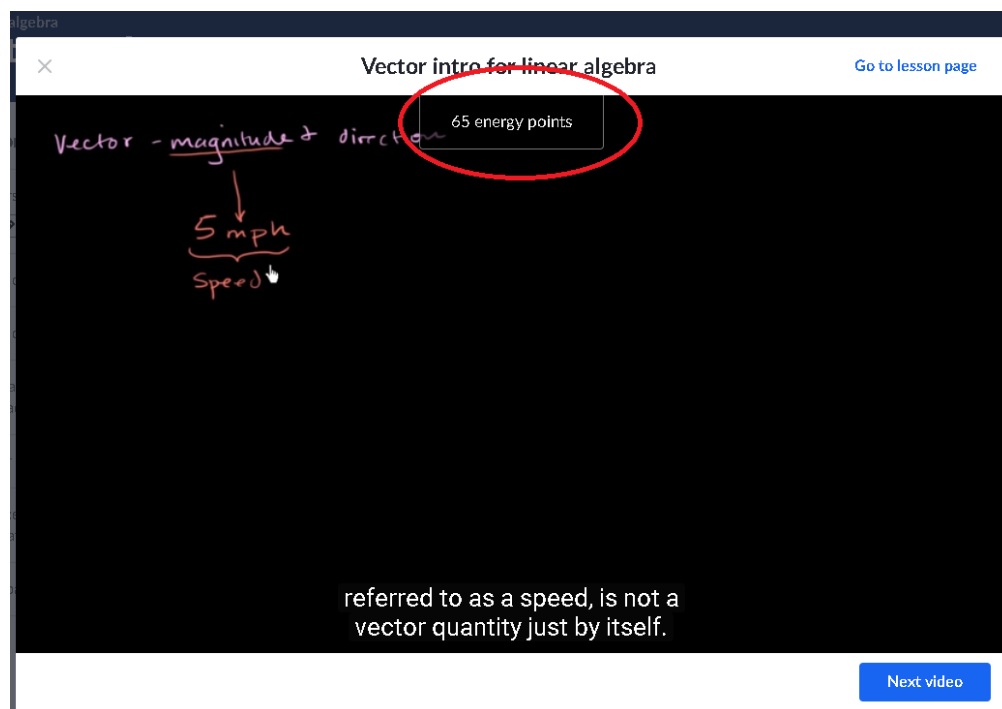 algebra
Vector intro for linear algebra
Go to lesson page
65 energy points
Vector - magnitude & dirrction
5 mph
Speed
referred to as a speed, is not a
vector quantity just by itself.
Next video